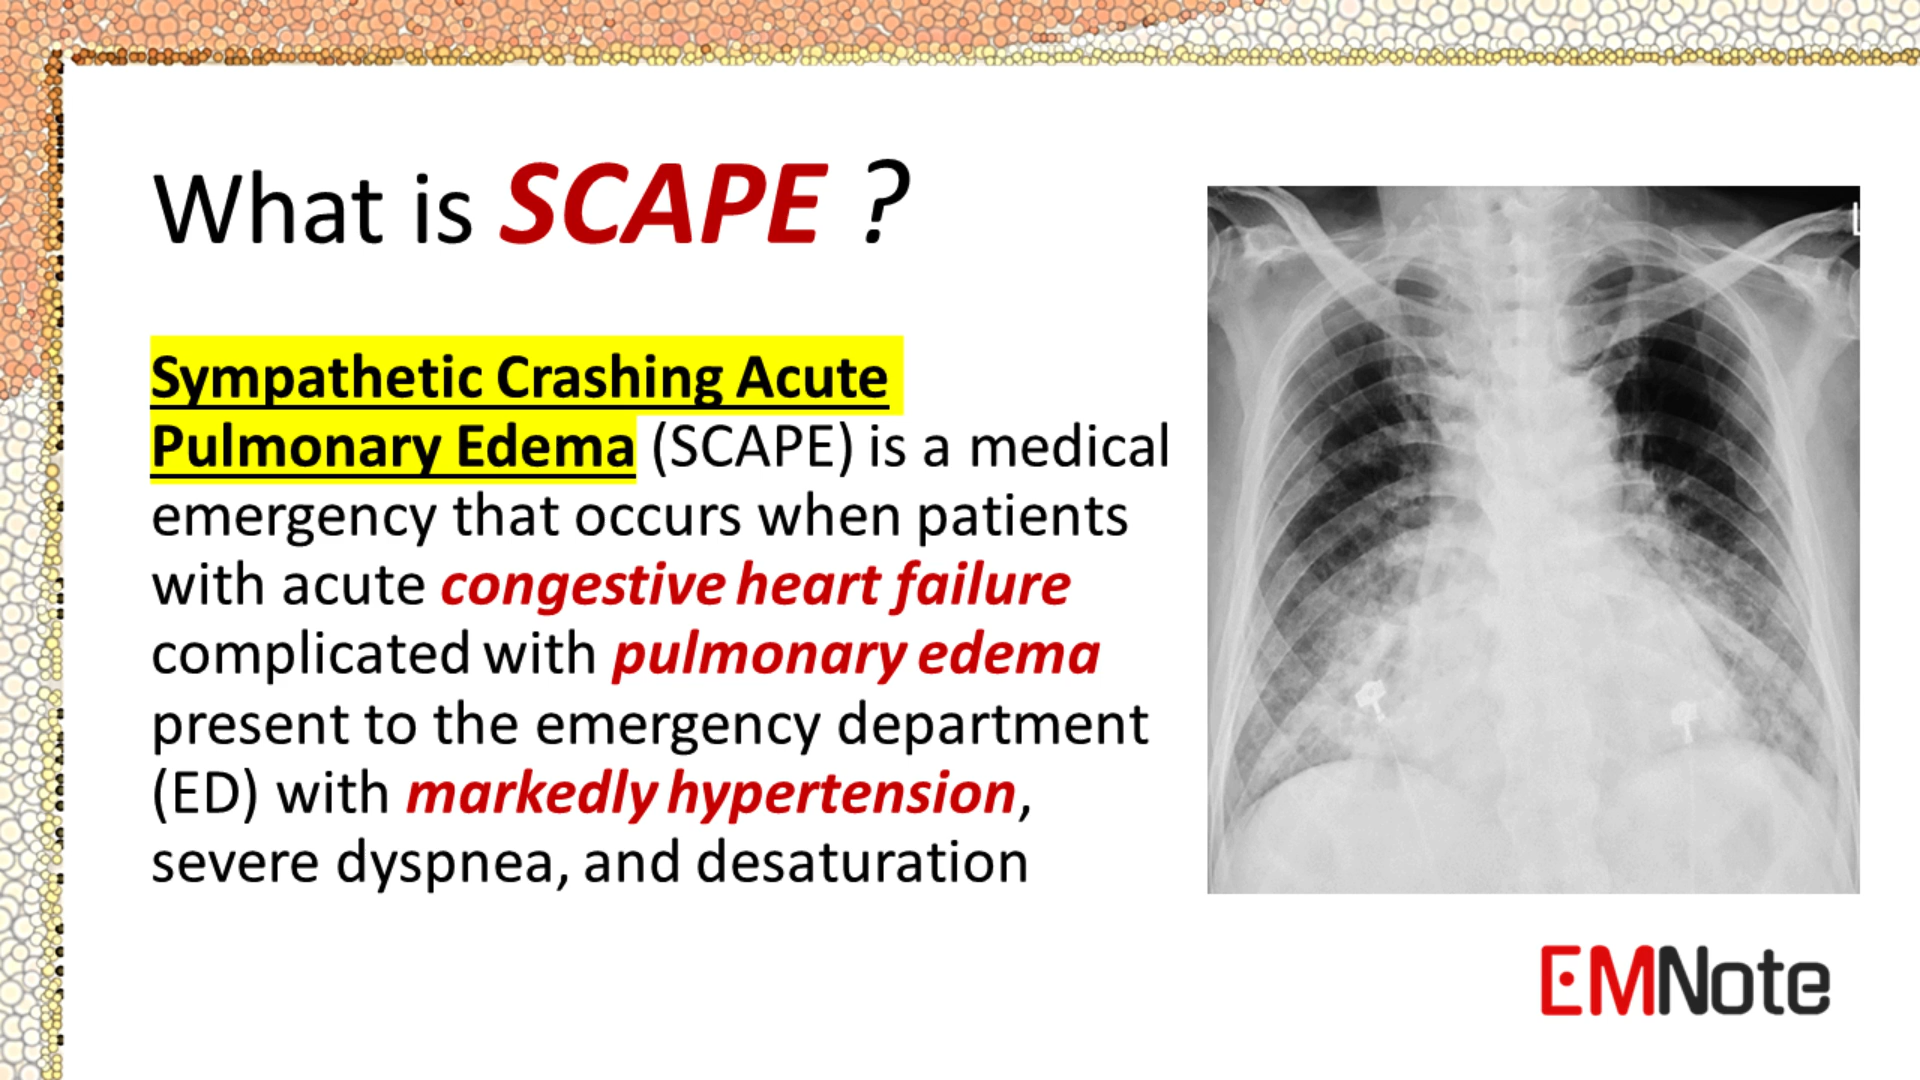 What is SCAPE ?
Sympathetic Crashing Acute
Pulmonary Edema (SCAPE) is a medical
emergency that occurs when patients
with acute congestive heart failure
complicated with pulmonary edema
present to the emergency department
(ED) with markedly hypertension,
severe dyspnea, and desaturation
L
EMNote